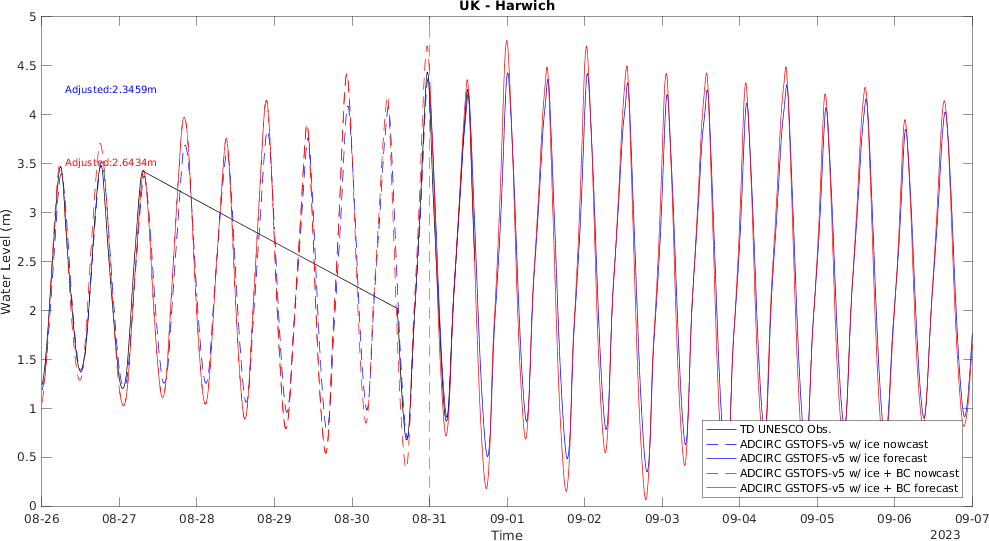 UK - Harwich
5
4.5
4
3.5
3
2.5
2
1.5
1
0.5
0
Water Level (m)
Adjusted:2.3459m
Adjusted:2.6434m
TD UNESCO Obs.
ADCIRC GSTOFS-v5 w/ ice nowcast
ADCIRC GSTOFS-v5 w/ ice forecast
ADCIRC GSTOFS-v5 w/ ice + BC nowcast
ADCIRC GSTOFS-v5 w/ ice + BC forecast
08-26 08-27 08-28 08-29 08-30 08-31 09-01 09-02 09-03 09-04 09-05 09-06 09-07
Time
2023